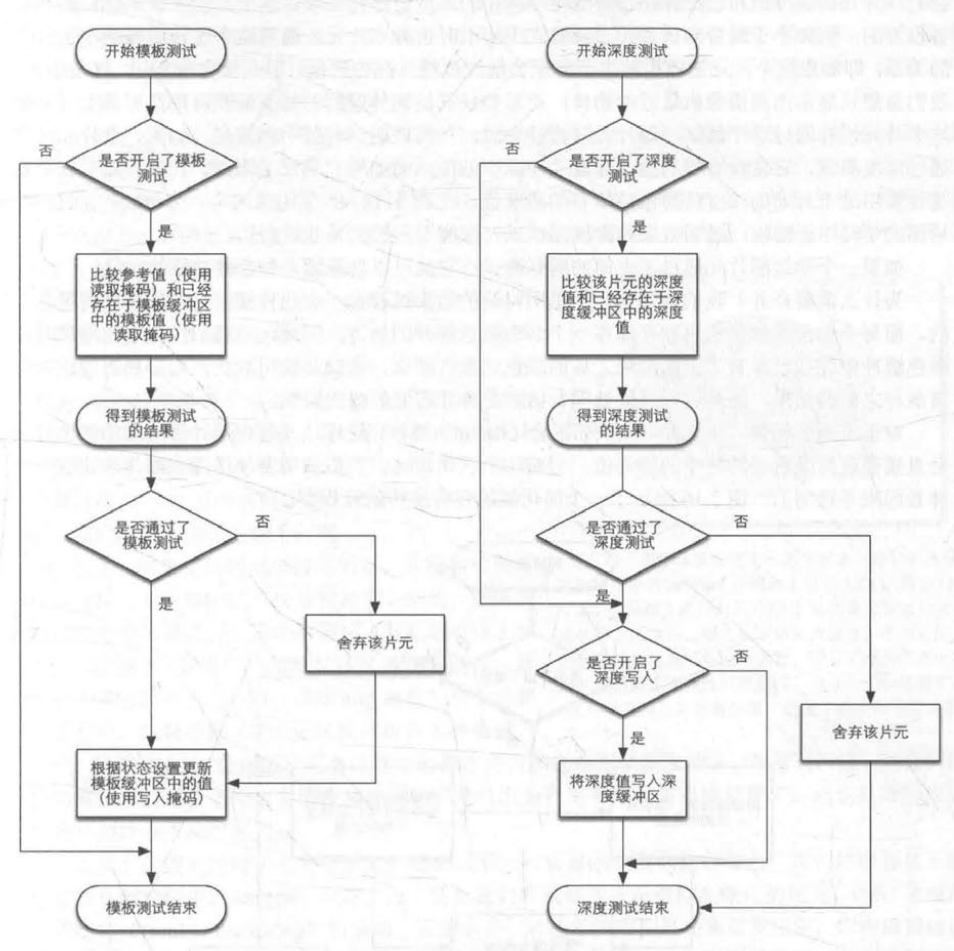 开始模板测试
否
是否开启了模板
测试
是
比较参考值（使用
读取掩码）和已经
存在于模板缓冲区
中的模板值（使用
读取掩码）
得到模板测试
的结果
是否通过了
模板测试
否
是
舍弃该片元
根据状态设置更新
模板缓冲区中的值
（使用写入掩码）
模板测试结束
开始深度测试
否
是否开启了深度
测试
是
比较该片元的深度
值和已经存在于深
度缓冲区中的深度
值
得到深度测试
的结果
是否通过了
深度测试
否
是
是否开启了
深度写入
否
是
舍弃该片元
将深度值写入深
度缓冲区
深度测试结束